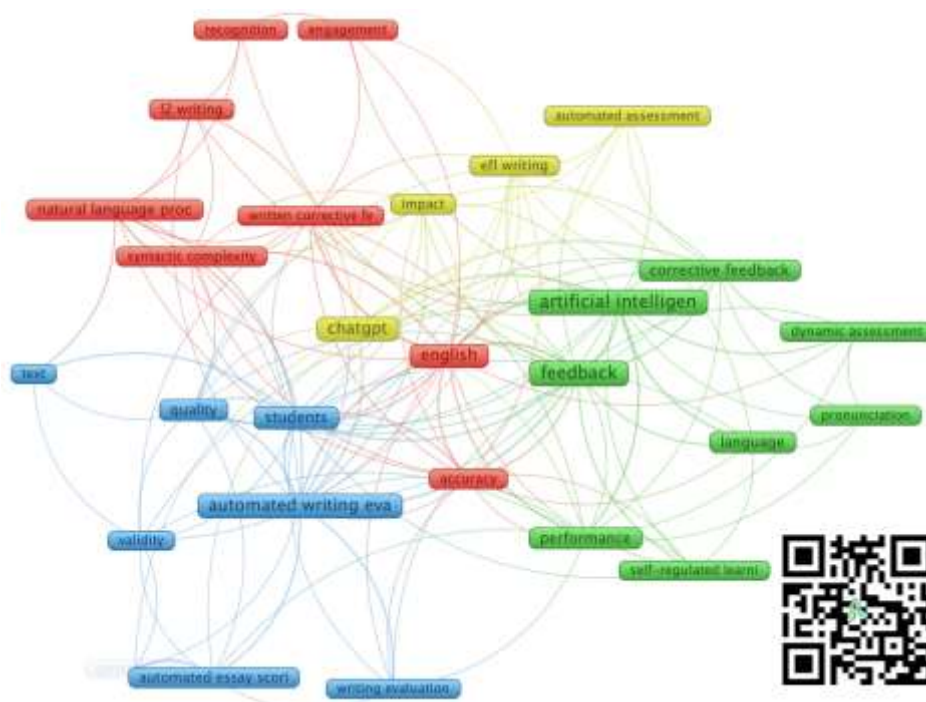 recognition
engagement
l2 writing
automated assessment
efl writing
impact
natural language proc
written corrective fe
syntactic complexity
corrective feedback
artificial intelligen
chatgpt
dynamic assessment
english
text
feedback
quality
students
pronunciation
language
accuracy
automated writing eva
validity
performance
self-regulated learni
automated essay scori
writing evaluation